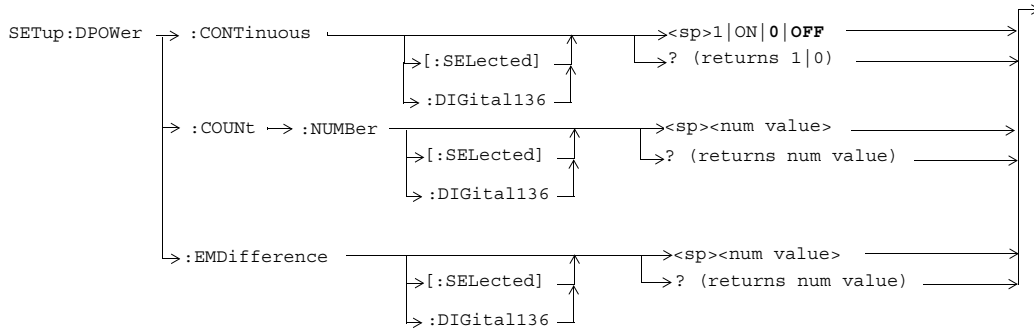 SETup:DPOWer :CONTinuous <sp>1|ON|0|OFF
[:SELected] ? (returns 1|0)
:DIGital136
:COUNt :NUMBer <sp><num value>
[:SELected] ? (returns num value)
:DIGital136
:EMDifference <sp><num value>
[:SELected] ? (returns num value)
:DIGital136